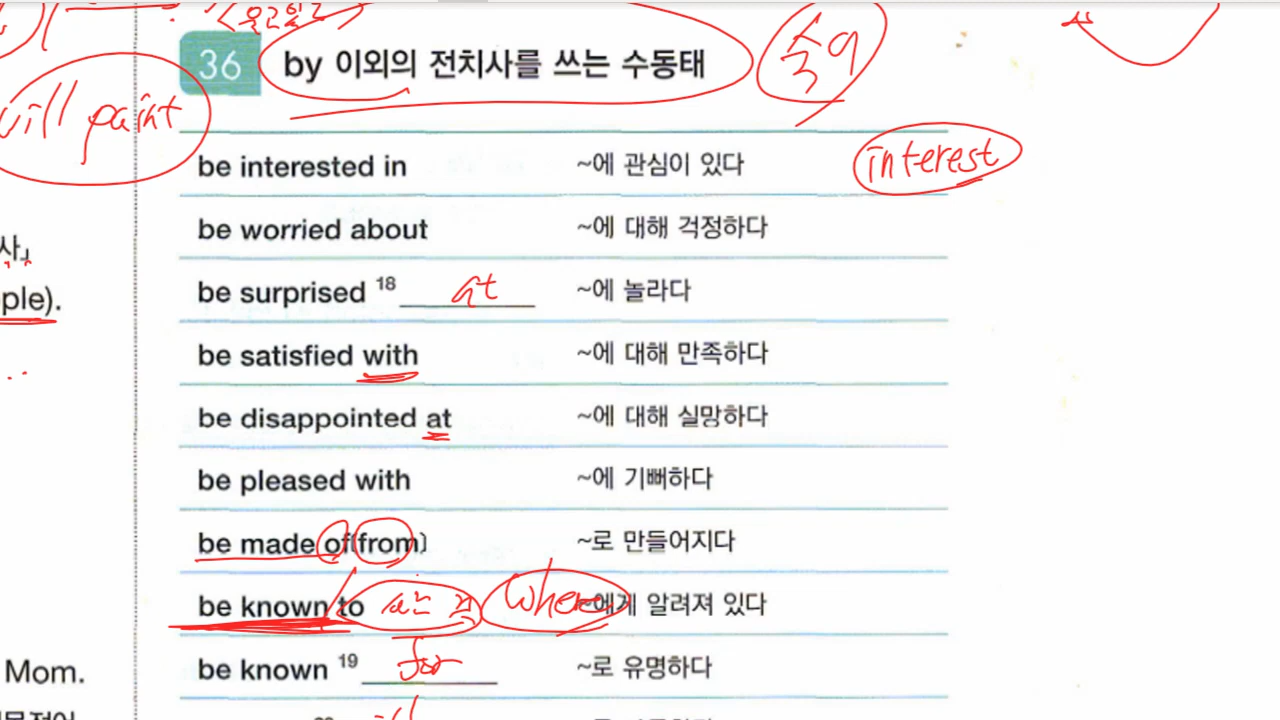 36 by 이외의 전치사를 쓰는 수동태 숙어
will paint
be interested in ~에 관심이 있다 interest
be worried about ~에 대해 걱정하다
사」
be surprised 18 at ~에 놀라다
ple).
be satisfied with ~에 대해 만족하다
be disappointed at ~에 대해 실망하다
be pleased with ~에 기뻐하다
be made of(from) ~로 만들어지다
be known to where ~에게 알려져 있다
be known 19 for ~로 유명하다
Mom.